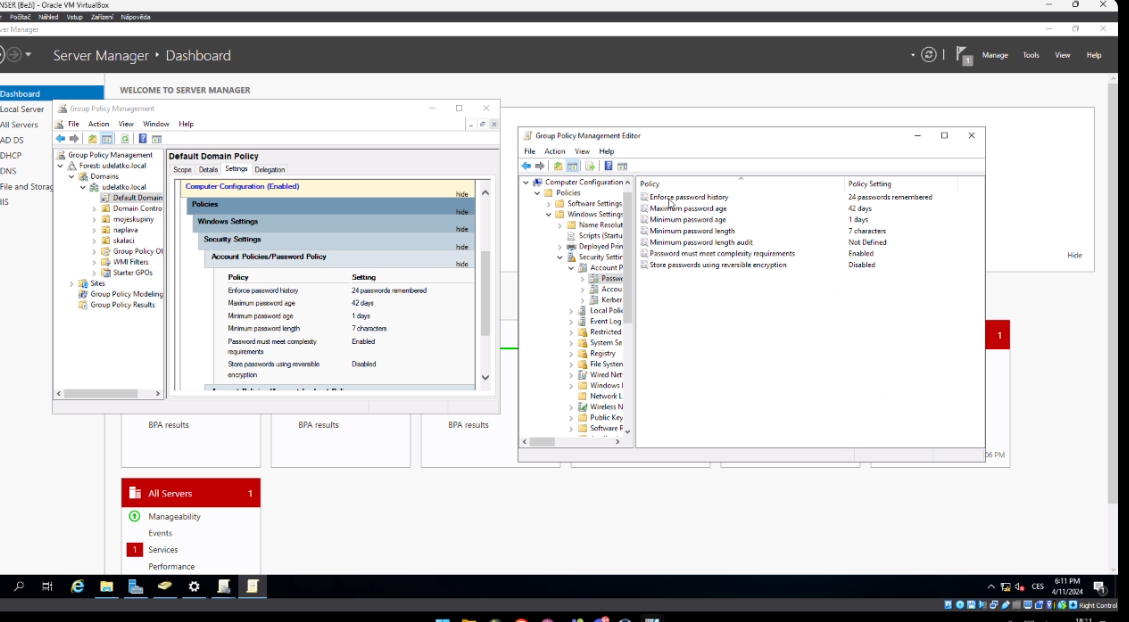 NSER [Beží] - Oracle VM VirtualBox
Počítač Náhled Vstup Zařízení Nápověda
ver Manager
Server Manager • Dashboard
1 Manage Tools View Help
Dashboard
Local Server
All Servers
AD DS
DHCP
DNS
File and Storag
IIS
WELCOME TO SERVER MANAGER
Group Policy Management
File Action View Window Help
Group Policy Management
Forest: udelatko.local
Domains
udelatko.local
Default Domain
Domain Contro
mojeskupiny
naplava
skalaci
Group Policy Ol
WMI Filters
Starter GPOs
Sites
Group Policy Modeling
Group Policy Results
Default Domain Policy
Scope Details Settings Delegation
Computer Configuration (Enabled) hide
Policies hide
Windows Settings hide
Security Settings hide
Account Policies/Password Policy hide
Policy Setting
Enforce password history 24 passwords remembered
Maximum password age 42 days
Minimum password age 1 days
Minimum password length 7 characters
Password must meet complexity requirements Enabled
Store passwords using reversible encryption Disabled
Group Policy Management Editor
File Action View Help
Computer Configuration
Policies
Software Settings
Windows Settings
Name Resolut
Scripts (Startu
Deployed Prin
Security Settin
Account P
Passwo
Accou
Kerber
Local Polic
Event Log
Restricted
System Se
Registry
File System
Wired Net
Windows I
Network L
Wireless N
Public Key
Software R
Policy Policy Setting
Enforce password history 24 passwords remembered
Maximum password age 42 days
Minimum password age 1 days
Minimum password length 7 characters
Minimum password length audit Not Defined
Password must meet complexity requirements Enabled
Store passwords using reversible encryption Disabled
Hide
1
BPA results BPA results BPA results
06 PM
All Servers 1
Manageability
Events
1 Services
Performance
CES 6:11 PM
4/11/2024
1
Right Control
18:11